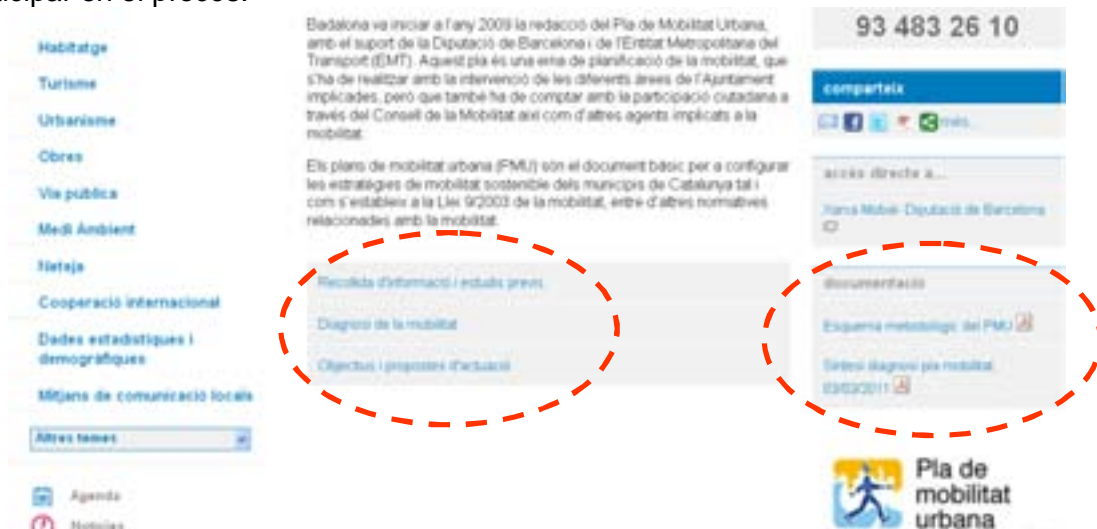 cipar en el procés.
Habitatge
Turisme
Urbanisme
Obres
Via pública
Medi Ambient
Neteja
Cooperació internacional
Dades estadístiques i
demogràfiques
Mitjans de comunicació locals
Altres temes
Agenda
Notícies
Badalona va iniciar a l'any 2009 la redacció del Pla de Mobilitat Urbana,
amb el suport de la Diputació de Barcelona i de l'Entitat Metropolitana del
Transport (EMT). Aquest pla és una eina de planificació de la mobilitat, que
s'ha de realitzar amb la intervenció de les diferents àrees de l'Ajuntament
implicades, però que també ha de comptar amb la participació ciutadana a
través del Consell de la Mobilitat així com d'altres agents implicats a la
mobilitat.
Els plans de mobilitat urbana (PMU) són el document bàsic per a configurar
les estratègies de mobilitat sostenible dels municipis de Catalunya tal i
com s'estableix a la Llei 9/2003 de la mobilitat, entre d'altres normatives
relacionades amb la mobilitat.
Recollida d'informació i estudis previs
Diagnosi de la mobilitat
Objectius i propostes d'actuació
93 483 26 10
comparteix
més...
accés directe a...
Xarxa Mobal- Diputació de Barcelona
documentació
Esquema metodològic del PMU
Síntesi diagnosi pla mobilitat
03/03/2011
Pla de
mobilitat
urbana